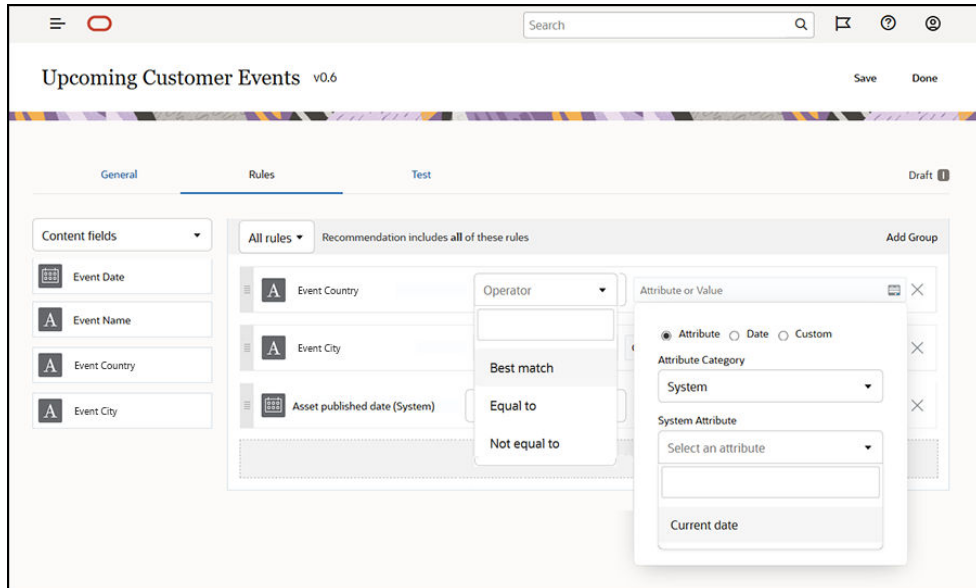 Search
Upcoming Customer Events v0.6
Save Done
General Rules Test Draft
Content fields
Event Date
A Event Name
A Event Country
A Event City
All rules Recommendation includes all of these rules Add Group
A Event Country
A Event City
Asset published date (System)
Operator
Best match
Equal to
Not equal to
Attribute or Value
Attribute Date Custom
Attribute Category
System
System Attribute
Select an attribute
Current date